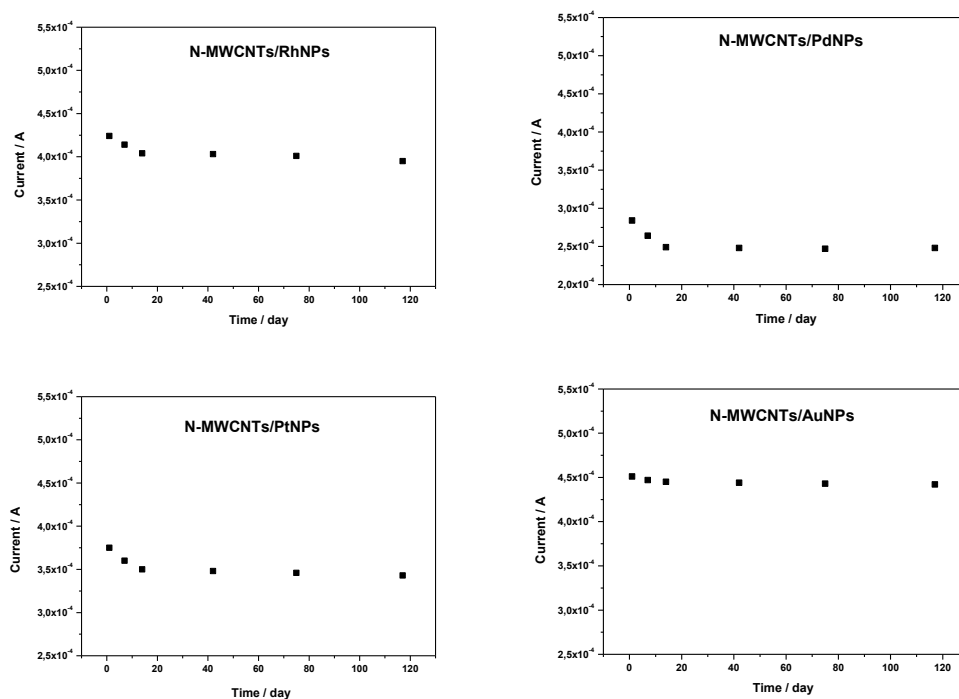 N-MWCNTs/RhNPs
5,5x10⁻⁴
5,0x10⁻⁴
4,5x10⁻⁴
4,0x10⁻⁴
3,5x10⁻⁴
3,0x10⁻⁴
2,5x10⁻⁴
Current / A
0 20 40 60 80 100 120
Time / day
N-MWCNTs/PdNPs
5,5x10⁻⁴
5,0x10⁻⁴
4,5x10⁻⁴
4,0x10⁻⁴
3,5x10⁻⁴
3,0x10⁻⁴
2,5x10⁻⁴
2,0x10⁻⁴
Current / A
0 20 40 60 80 100 120
Time / day
N-MWCNTs/PtNPs
5,5x10⁻⁴
5,0x10⁻⁴
4,5x10⁻⁴
4,0x10⁻⁴
3,5x10⁻⁴
3,0x10⁻⁴
2,5x10⁻⁴
Current / A
0 20 40 60 80 100 120
Time / day
N-MWCNTs/AuNPs
5,5x10⁻⁴
5,0x10⁻⁴
4,5x10⁻⁴
4,0x10⁻⁴
3,5x10⁻⁴
3,0x10⁻⁴
2,5x10⁻⁴
Current / A
0 20 40 60 80 100 120
Time / day